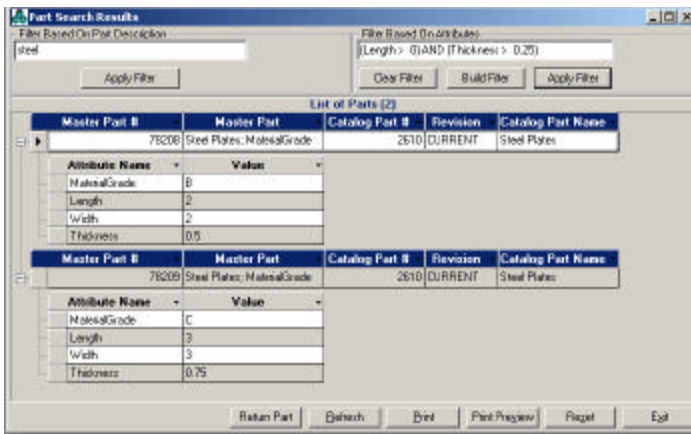 Part Search Results
Filter Based On Part Description
Filter Based On Attributes
steel
(Length > 0)AND (Thickness > 0.25)
Apply Filter
Clear Filter
Build Filter
Apply Filter
List of Parts (2)
Master Part # Master Part Catalog Part # Revision Catalog Part Name
78208 Steel Plates; MaterialGrade 2610 CURRENT Steel Plates
Attribute Name Value
MaterialGrade B
Length 2
Width 2
Thickness 0.5
Master Part # Master Part Catalog Part # Revision Catalog Part Name
78209 Steel Plates; MaterialGrade 2610 CURRENT Steel Plates
Attribute Name Value
MaterialGrade C
Length 3
Width 3
Thickness 0.75
Return Part Refresh Print Print Preview Report Exit